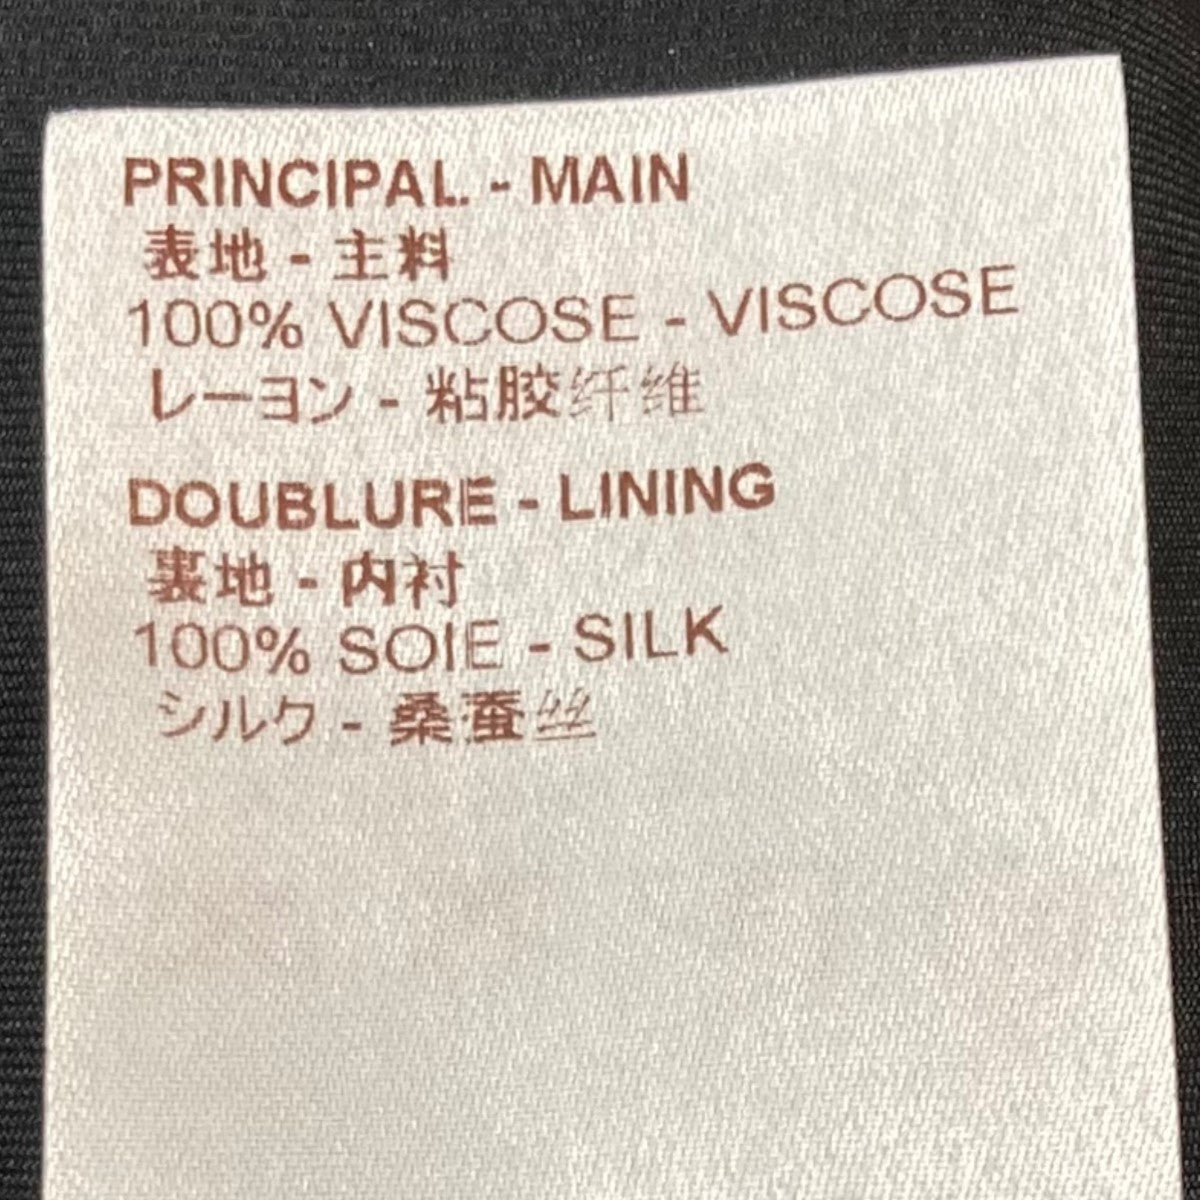 PRINCIPAL - MAIN
表地 - 主料
100% VISCOSE - VISCOSE
レーヨン - 粘胶纤维
DOUBLURE - LINING
裏地 - 内衬
100% SOIE - SILK
シルク - 桑蚕丝